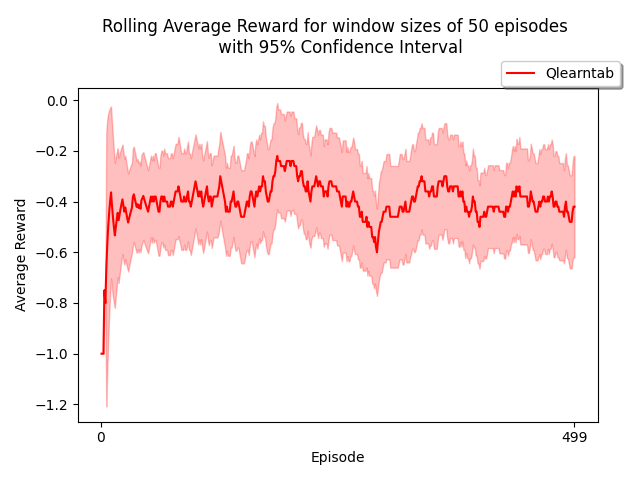 Rolling Average Reward for window sizes of 50 episodes
with 95% Confidence Interval
Qlearntab
0.0
−0.2
−0.4
−0.6
−0.8
−1.0
−1.2
Average Reward
0
499
Episode